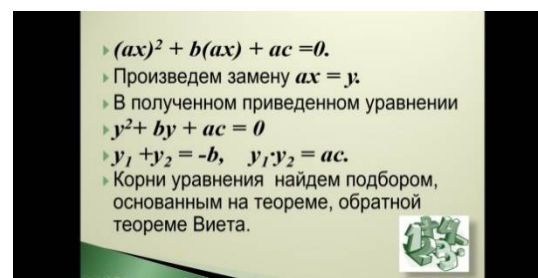 (ax)² + b(ax) + ac =0.
Произведем замену ax = y.
В полученном приведенном уравнении
y²+ by + ac = 0
y₁ +y₂ = -b, y₁·y₂ = ac.
Корни уравнения найдем подбором,
основанным на теореме, обратной
теореме Виета.